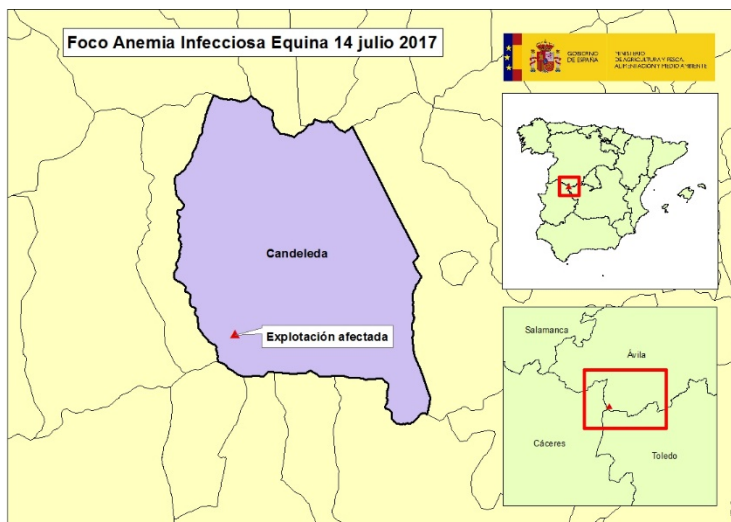 Foco Anemia Infecciosa Equina 14 julio 2017
GOBIERNO
DE ESPAÑA
MINISTERIO
DE AGRICULTURA Y PESCA,
ALIMENTACIÓN Y MEDIO AMBIENTE
Candeleda
Explotación afectada
Salamanca
Ávila
Cáceres
Toledo